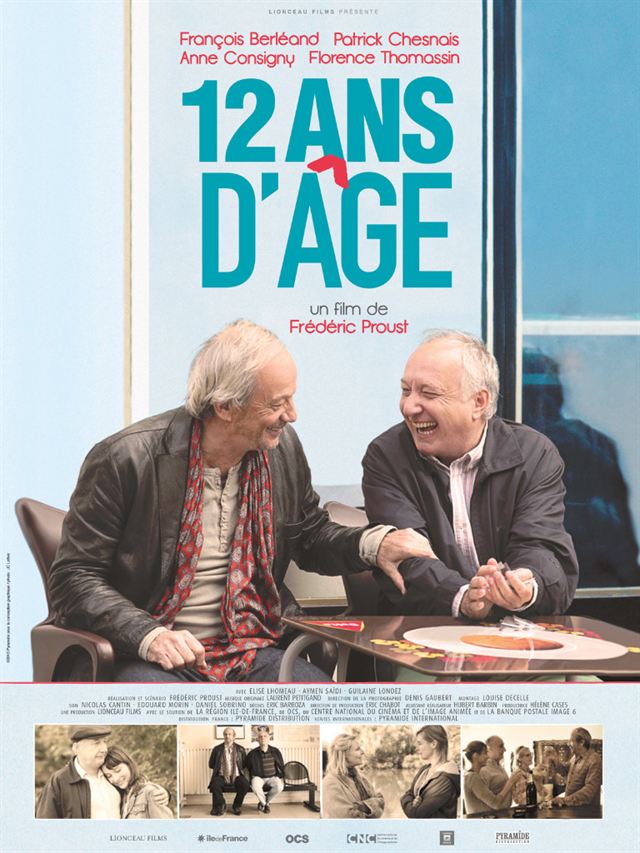 LIONCEAU FILMS PRÉSENTE
François Berléand Patrick Chesnais
Anne Consigny Florence Thomassin
12 ANS
D'ÂGE
un film de
Frédéric Proust
AVEC ÉLISE LHOMEAU - AYMEN SAÏDI - GUILAINE LONDEZ
RÉALISATION ET SCÉNARIO FRÉDÉRIC PROUST MUSIQUE ORIGINALE LAURENT PETITGAND DIRECTION DE LA PHOTOGRAPHIE DENIS GAUBERT MONTAGE LOUISE DECELLE
SON NICOLAS CANTIN - EDOUARD MORIN - DANIEL SOBRINO DÉCORS ERIC BARBOZA DIRECTION DE PRODUCTION ERIC CHABOT ASSISTANT RÉALISATEUR HUBERT BARBIN PRODUCTRICE HÉLÈNE CASES
UNE PRODUCTION LIONCEAU FILMS AVEC LE SOUTIEN DE LA RÉGION ILE-DE-FRANCE, DE OCS, DU CENTRE NATIONAL DU CINÉMA ET DE L'IMAGE ANIMÉE ET DE LA BANQUE POSTALE IMAGE 6
DISTRIBUTION FRANCE : PYRAMIDE DISTRIBUTION VENTES INTERNATIONALES : PYRAMIDE INTERNATIONAL
LIONCEAU FILMS
îledeFrance
OCS
CNC
PYRAMIDE
DISTRIBUTION